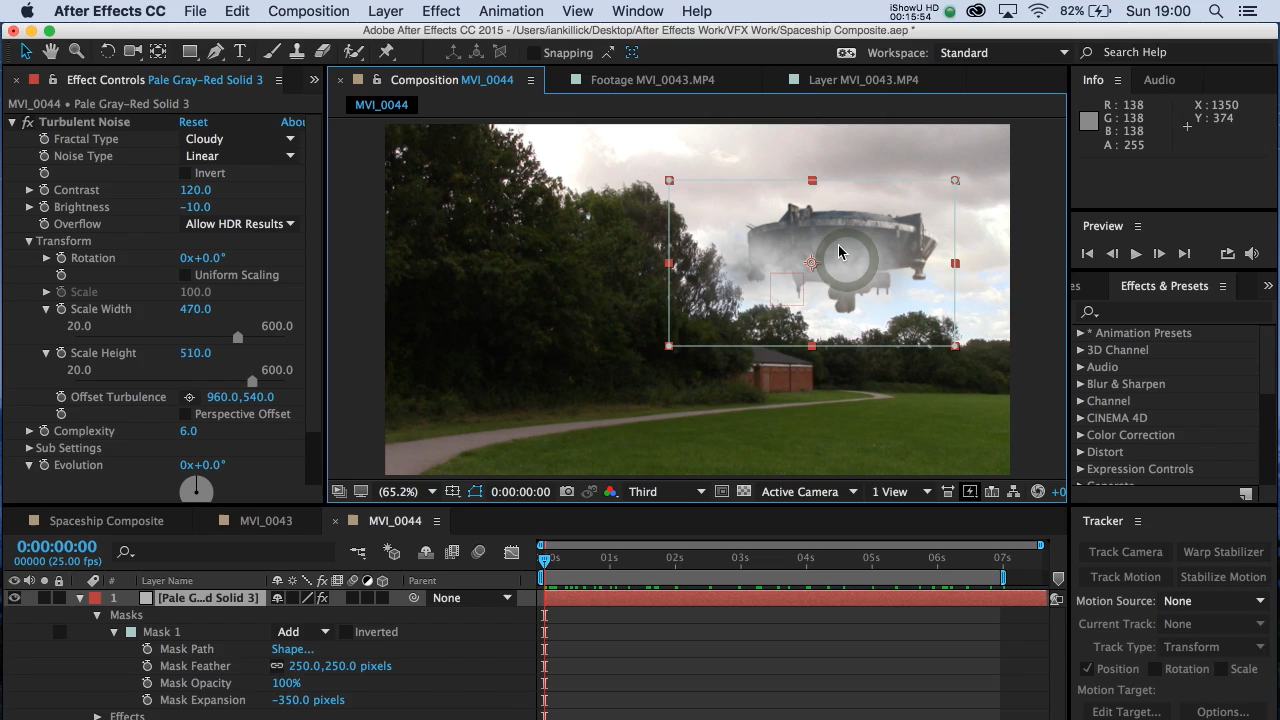 After Effects CC File Edit Composition Layer Effect Animation View Window Help iShowU HD 00:15:54 82% Sun 19:00
Adobe After Effects CC 2015 - /Users/iankillick/Desktop/After Effects Work/VFX Work/Spaceship Composite.aep *
Snapping Workspace: Standard Search Help
Effect Controls Pale Gray-Red Solid 3
Composition MVI_0044 Footage MVI_0043.MP4 Layer MVI_0043.MP4
Info Audio
MVI_0044 • Pale Gray-Red Solid 3
MVI_0044
R : 138 X : 1350
G : 138 Y : 374
B : 138
A : 255
fx Turbulent Noise Reset Abou
Fractal Type Cloudy
Noise Type Linear
Invert
Contrast 120.0
Brightness -10.0
Overflow Allow HDR Results
Transform
Rotation 0x+0.0°
Uniform Scaling
Scale 100.0
Scale Width 470.0
20.0 600.0
Scale Height 510.0
20.0 600.0
Offset Turbulence 960.0,540.0
Perspective Offset
Complexity 6.0
Sub Settings
Evolution 0x+0.0°
Preview
es Effects & Presets
* Animation Presets
3D Channel
Audio
Blur & Sharpen
Channel
CINEMA 4D
Color Correction
Distort
Expression Controls
(65.2%) 0:00:00:00 Third Active Camera 1 View +0
Spaceship Composite MVI_0043 MVI_0044
0:00:00:00
00000 (25.00 fps)
0s 01s 02s 03s 04s 05s 06s 07s
# Layer Name fx Parent
1 [Pale G...d Solid 3] fx None
Masks
Mask 1 Add Inverted
Mask Path Shape...
Mask Feather 250.0,250.0 pixels
Mask Opacity 100%
Mask Expansion -350.0 pixels
Effects
Tracker
Track Camera Warp Stabilizer
Track Motion Stabilize Motion
Motion Source: None
Current Track: None
Track Type: Transform
Position Rotation Scale
Motion Target:
Edit Target... Options...